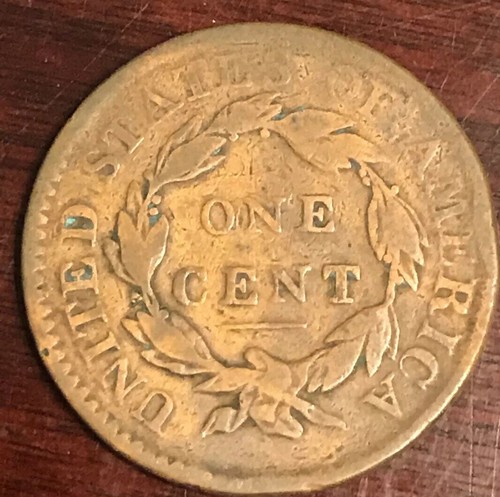 UNITED STATES OF AMERICA
ONE
CENT